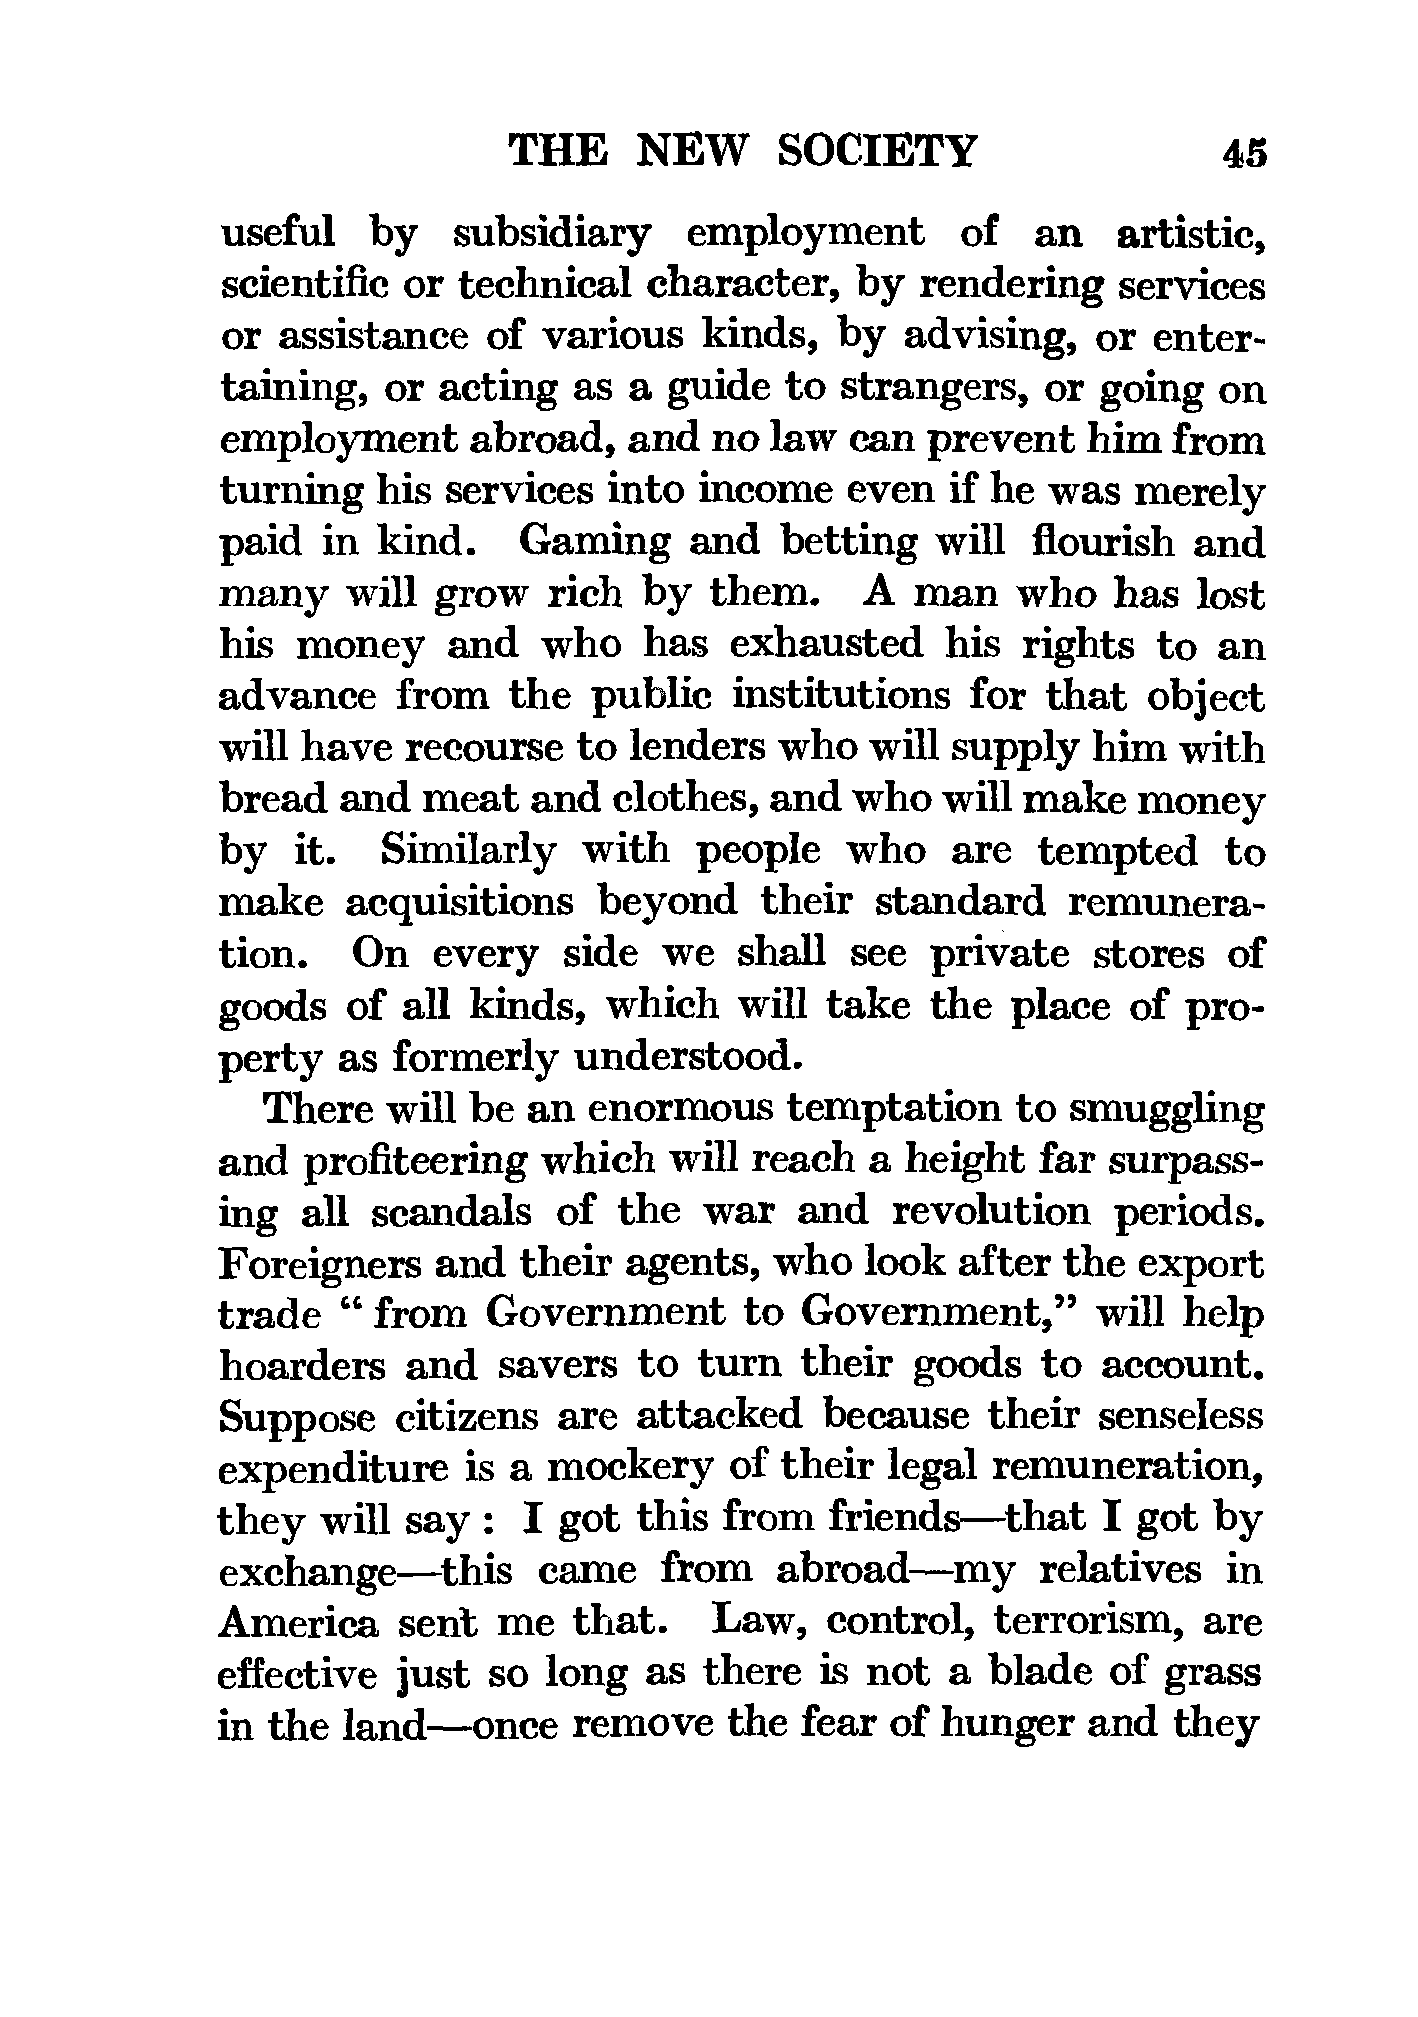 THE NEW SOCIETY 45
useful by subsidiary employment of an artistic,
scientific or technical character, by rendering services
or assistance of various kinds, by advising, or enter-
taining, or acting as a guide to strangers, or going on
employment abroad, and no law can prevent him from
turning his services into income even if he was merely
paid in kind. Gaming and betting will flourish and
many will grow rich by them. A man who has lost
his money and who has exhausted his rights to an
advance from the public institutions for that object
will have recourse to lenders who will supply him with
bread and meat and clothes, and who will make money
by it. Similarly with people who are tempted to
make acquisitions beyond their standard remunera-
tion. On every side we shall see private stores of
goods of all kinds, which will take the place of pro-
perty as formerly understood.
There will be an enormous temptation to smuggling
and profiteering which will reach a height far surpass-
ing all scandals of the war and revolution periods.
Foreigners and their agents, who look after the export
trade “ from Government to Government,” will help
hoarders and savers to turn their goods to account.
Suppose citizens are attacked because their senseless
expenditure is a mockery of their legal remuneration,
they will say : I got this from friends—that I got by
exchange—this came from abroad—my relatives in
America sent me that. Law, control, terrorism, are
effective just so long as there is not a blade of grass
in the land—once remove the fear of hunger and they